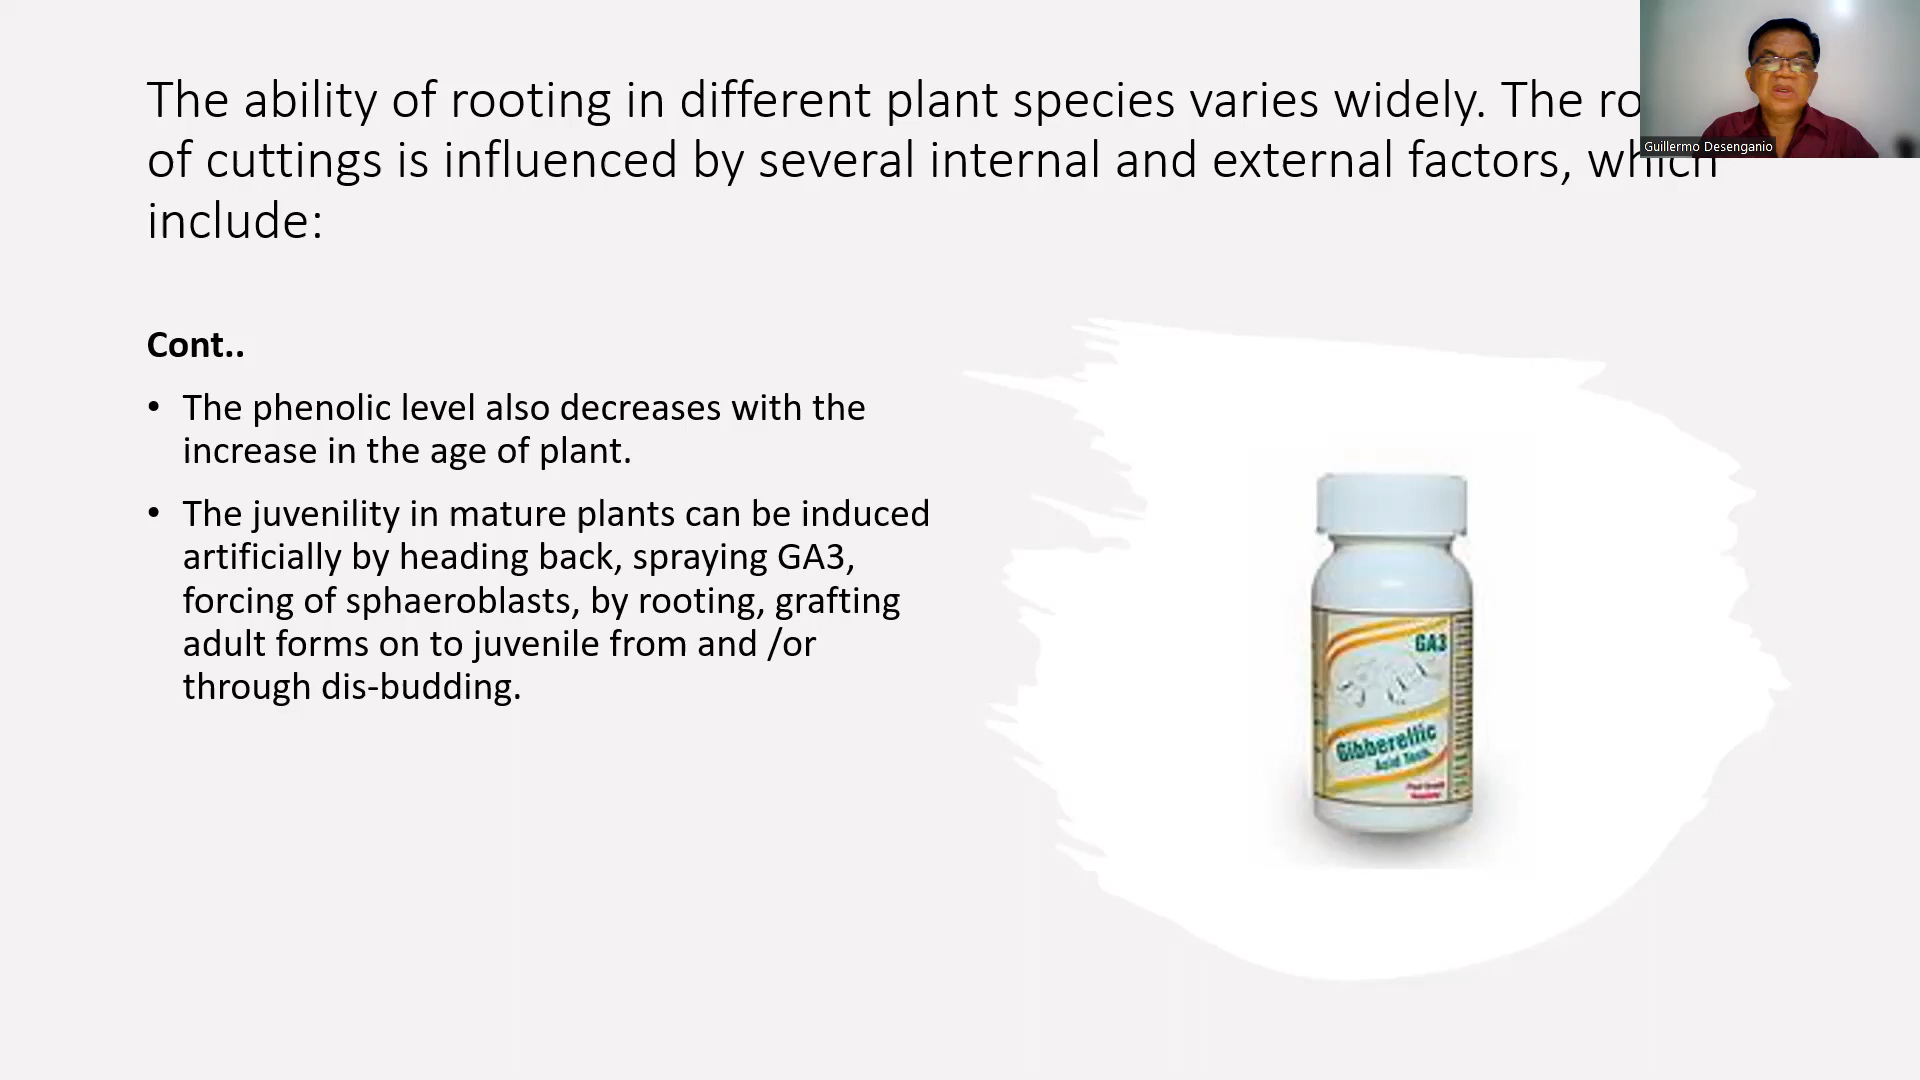 The ability of rooting in different plant species varies widely. The
of cuttings is influenced by several internal and external factors, which
include:
Guillermo Desenganio
Cont..
• The phenolic level also decreases with the
increase in the age of plant.
• The juvenility in mature plants can be induced
artificially by heading back, spraying GA3,
forcing of sphaeroblasts, by rooting, grafting
adult forms on to juvenile from and /or
through dis-budding.
GA3
Gibberellic
Acid Tech.